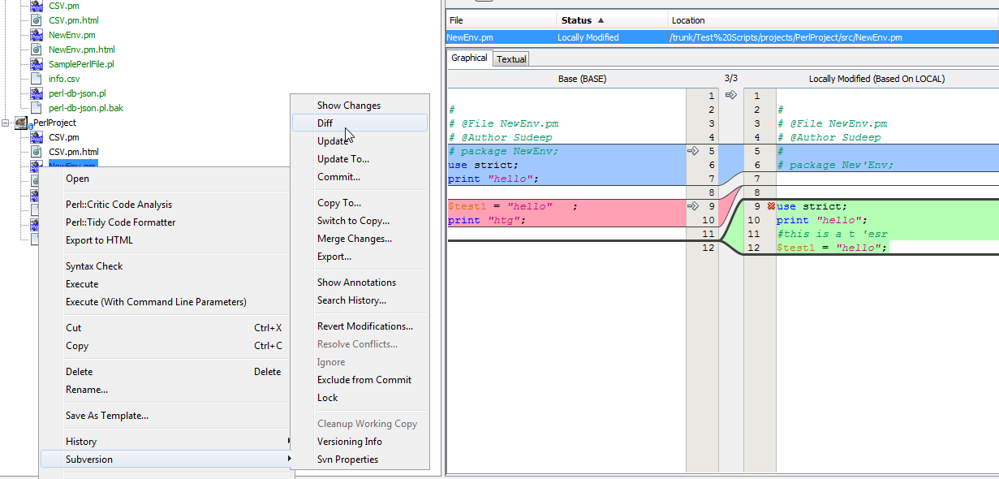 CSV.pm
CSV.pm.html
NewEnv.pm
NewEnv.pm.html
SamplePerlFile.pl
info.csv
perl-db-json.pl
perl-db-json.pl.bak
PerlProject
CSV.pm
CSV.pm.html
NewEnv.pm
Open
Perl::Critic Code Analysis
Perl::Tidy Code Formatter
Export to HTML
Syntax Check
Execute
Execute (With Command Line Parameters)
Cut Ctrl+X
Copy Ctrl+C
Delete Delete
Rename...
Save As Template...
History
Subversion
Show Changes
Diff
Update
Update To...
Commit...
Copy To...
Switch to Copy...
Merge Changes...
Export...
Show Annotations
Search History...
Revert Modifications...
Resolve Conflicts...
Ignore
Exclude from Commit
Lock
Cleanup Working Copy
Versioning Info
Svn Properties
File Status Location
NewEnv.pm Locally Modified /trunk/Test%20Scripts/projects/PerlProject/src/NewEnv.pm
Graphical Textual
Base (BASE) 3/3 Locally Modified (Based On LOCAL)
1
# 2
# @File NewEnv.pm 3
# @Author Sudeep 4
# package NewEnv; 5
use strict; 6
print "hello"; 7
8
$test1 = "hello" ; 9
print "htg"; 10
11
12
1
2 #
3 # @File NewEnv.pm
4 # @Author Sudeep
5 #
6 # package New'Env;
7
8
9 use strict;
10 print "hello";
11 #this is a t 'esr
12 $test1 = "hello";